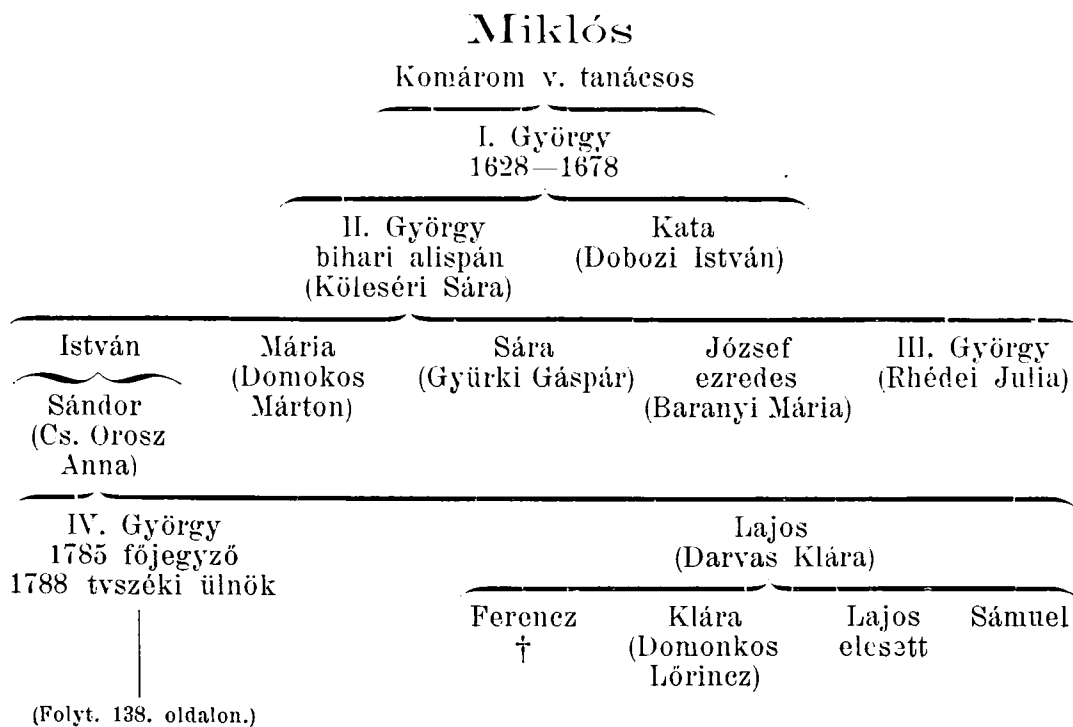 Miklós
Komárom v. tanácsos
I. György
1628—1678
II. György
bihari alispán
(Köleséri Sára)
Kata
(Dobozi István)
István
Sándor
(Cs. Orosz
Anna)
Mária
(Domokos
Márton)
Sára
(Gyürki Gáspár)
József
ezredes
(Baranyi Mária)
III. György
(Rhédei Julia)
IV. György
1785 főjegyző
1788 tvszéki ülnök
(Folyt. 138. oldalon.)
Lajos
(Darvas Klára)
Ferencz
†
Klára
(Domonkos
Lőrincz)
Lajos
elesett
Sámuel